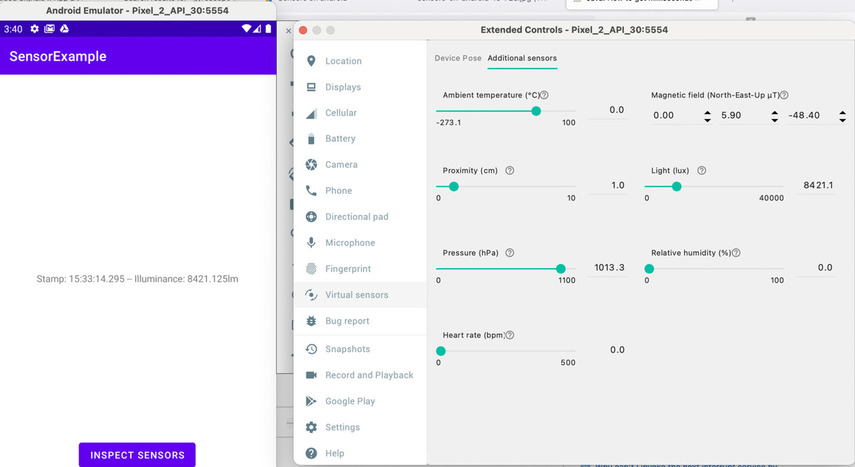 Android Emulator - Pixel_2_API_30:5554
3:40
SensorExample
Stamp: 15:33:14.295 – Illuminance: 8421.125lm
INSPECT SENSORS
Extended Controls - Pixel_2_API_30:5554
Location
Displays
Cellular
Battery
Camera
Phone
Directional pad
Microphone
Fingerprint
Virtual sensors
Bug report
Snapshots
Record and Playback
Google Play
Settings
Help
Device Pose Additional sensors
Ambient temperature (°C)
0.0
-273.1 100
Magnetic field (North-East-Up µT)
0.00 5.90 -48.40
Proximity (cm)
1.0
0 10
Light (lux)
8421.1
0 40000
Pressure (hPa)
1013.3
0 1100
Relative humidity (%)
0.0
0 100
Heart rate (bpm)
0.0
0 500